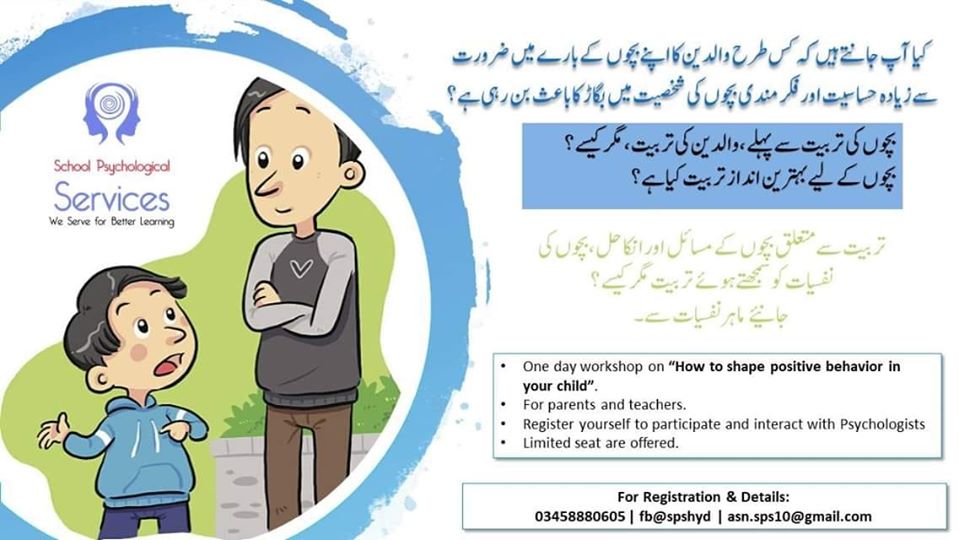 School Psychological
Services
We Serve for Better Learning
کیا آپ جانتے ہیں کہ کس طرح والدین کا اپنے بچوں کے بارے میں ضرورت
سے زیادہ حساسیت اور فکر مندی بچوں کی شخصیت میں بگاڑ کا باعث بن رہی ہے؟
بچوں کی تربیت سے پہلے، والدین کی تربیت، مگر کیسے؟
بچوں کے لیے بہترین انداز تربیت کیا ہے؟
تربیت سے متعلق بچوں کے مسائل اور انکا حل، بچوں کی
نفسیات کو سمجھتے ہوئے تربیت مگر کیسے؟
جانیئے ماہر نفسیات سے۔
• One day workshop on “How to shape positive behavior in
your child”.
• For parents and teachers.
• Register yourself to participate and interact with Psychologists
• Limited seat are offered.
For Registration & Details:
03458880605 | fb@spshyd | asn.sps10@gmail.com